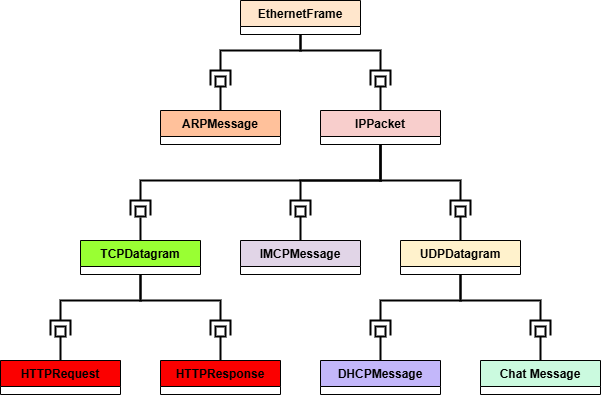 EthernetFrame
ARPMessage
IPPacket
TCPDatagram
IMCPMessage
UDPDatagram
HTTPRequest
HTTPResponse
DHCPMessage
Chat Message